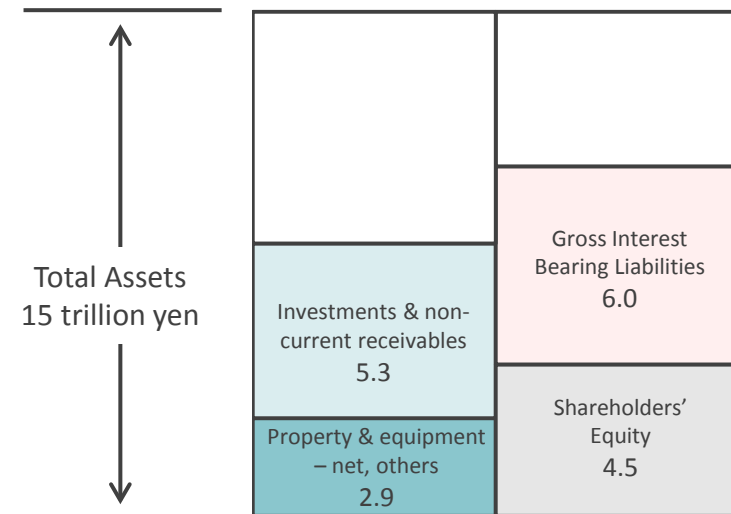 Total Assets
15 trillion yen
Investments & non-
current receivables
5.3
Property & equipment
– net, others
2.9
Gross Interest
Bearing Liabilities
6.0
Shareholders’
Equity
4.5